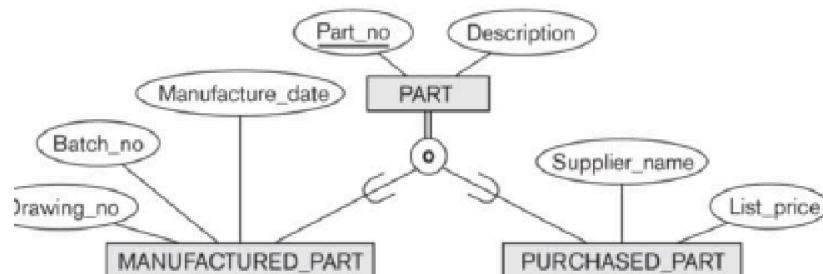 Part_no
Description
Manufacture_date
PART
Batch_no
o
Supplier_name
Drawing_no
List_price
MANUFACTURED_PART
PURCHASED_PART